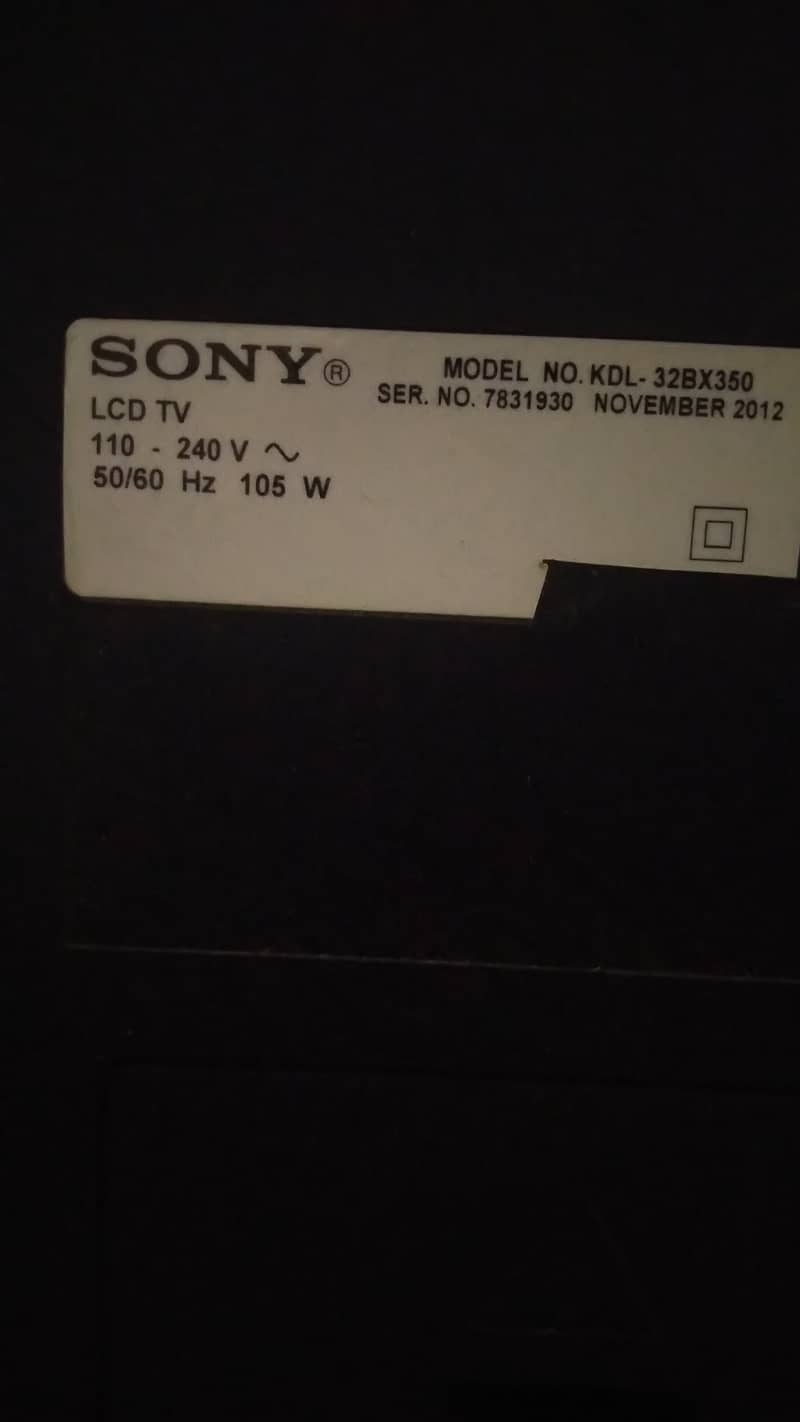 SONY®
MODEL NO. KDL- 32BX350
LCD TV
SER. NO. 7831930 NOVEMBER 2012
110 - 240 V ~
50/60 Hz 105 W